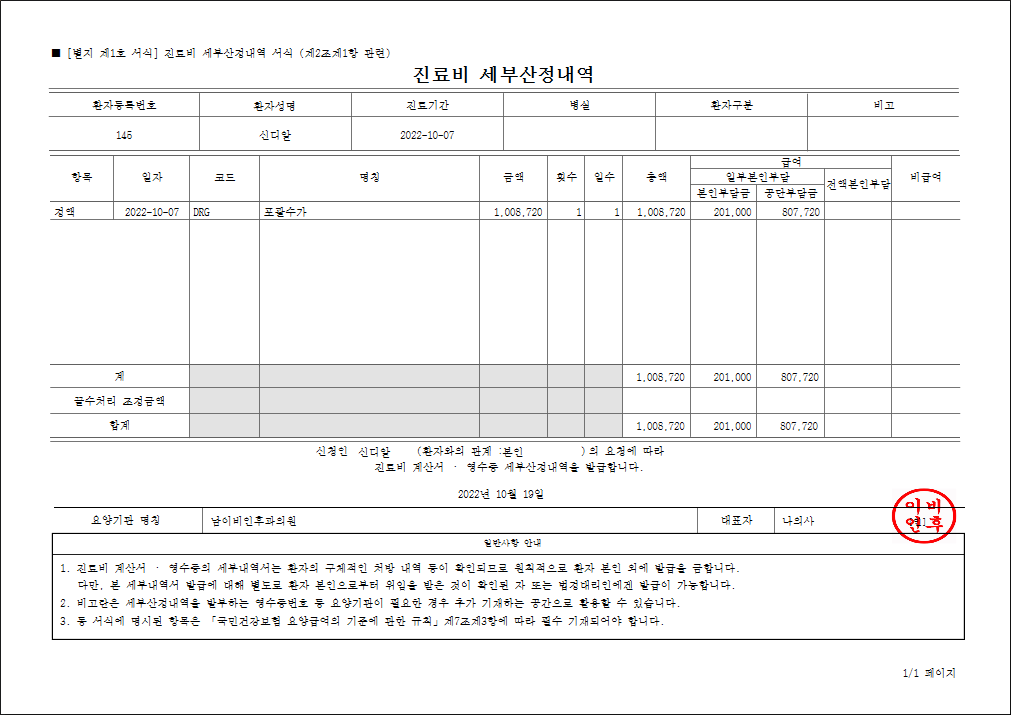 ■ [별지 제1호 서식] 진료비 세부산정내역 서식 (제2조제1항 관련)
진료비 세부산정내역
환자등록번호 환자성명 진료기간 병실 환자구분 비고
145 신디알 2022-10-07
항목 일자 코드 명칭 금액 횟수 일수 총액 급여 비급여
일부본인부담 전액본인부담
본인부담금 공단부담금
정액 2022-10-07 DRG 포괄수가 1,008,720 1 1 1,008,720 201,000 807,720
계 1,008,720 201,000 807,720
끝수처리 조정금액
합계 1,008,720 201,000 807,720
신청인 신디알 (환자와의 관계 :본인 )의 요청에 따라
진료비 계산서 · 영수증 세부산정내역을 발급합니다.
2022년 10월 19일
요양기관 명칭 남이비인후과의원 대표자 나의사
이비
인후
일반사항 안내
1. 진료비 계산서 · 영수증의 세부내역서는 환자의 구체적인 처방 내역 등이 확인되므로 원칙적으로 환자 본인 외에 발급을 금합니다.
다만, 본 세부내역서 발급에 대해 별도로 환자 본인으로부터 위임을 받은 것이 확인된 자 또는 법정대리인에겐 발급이 가능합니다.
2. 비고란은 세부산정내역을 발부하는 영수증번호 등 요양기관이 필요한 경우 추가 기재하는 공간으로 활용할 수 있습니다.
3. 동 서식에 명시된 항목은 「국민건강보험 요양급여의 기준에 관한 규칙」제7조제3항에 따라 필수 기재되어야 합니다.
1/1 페이지